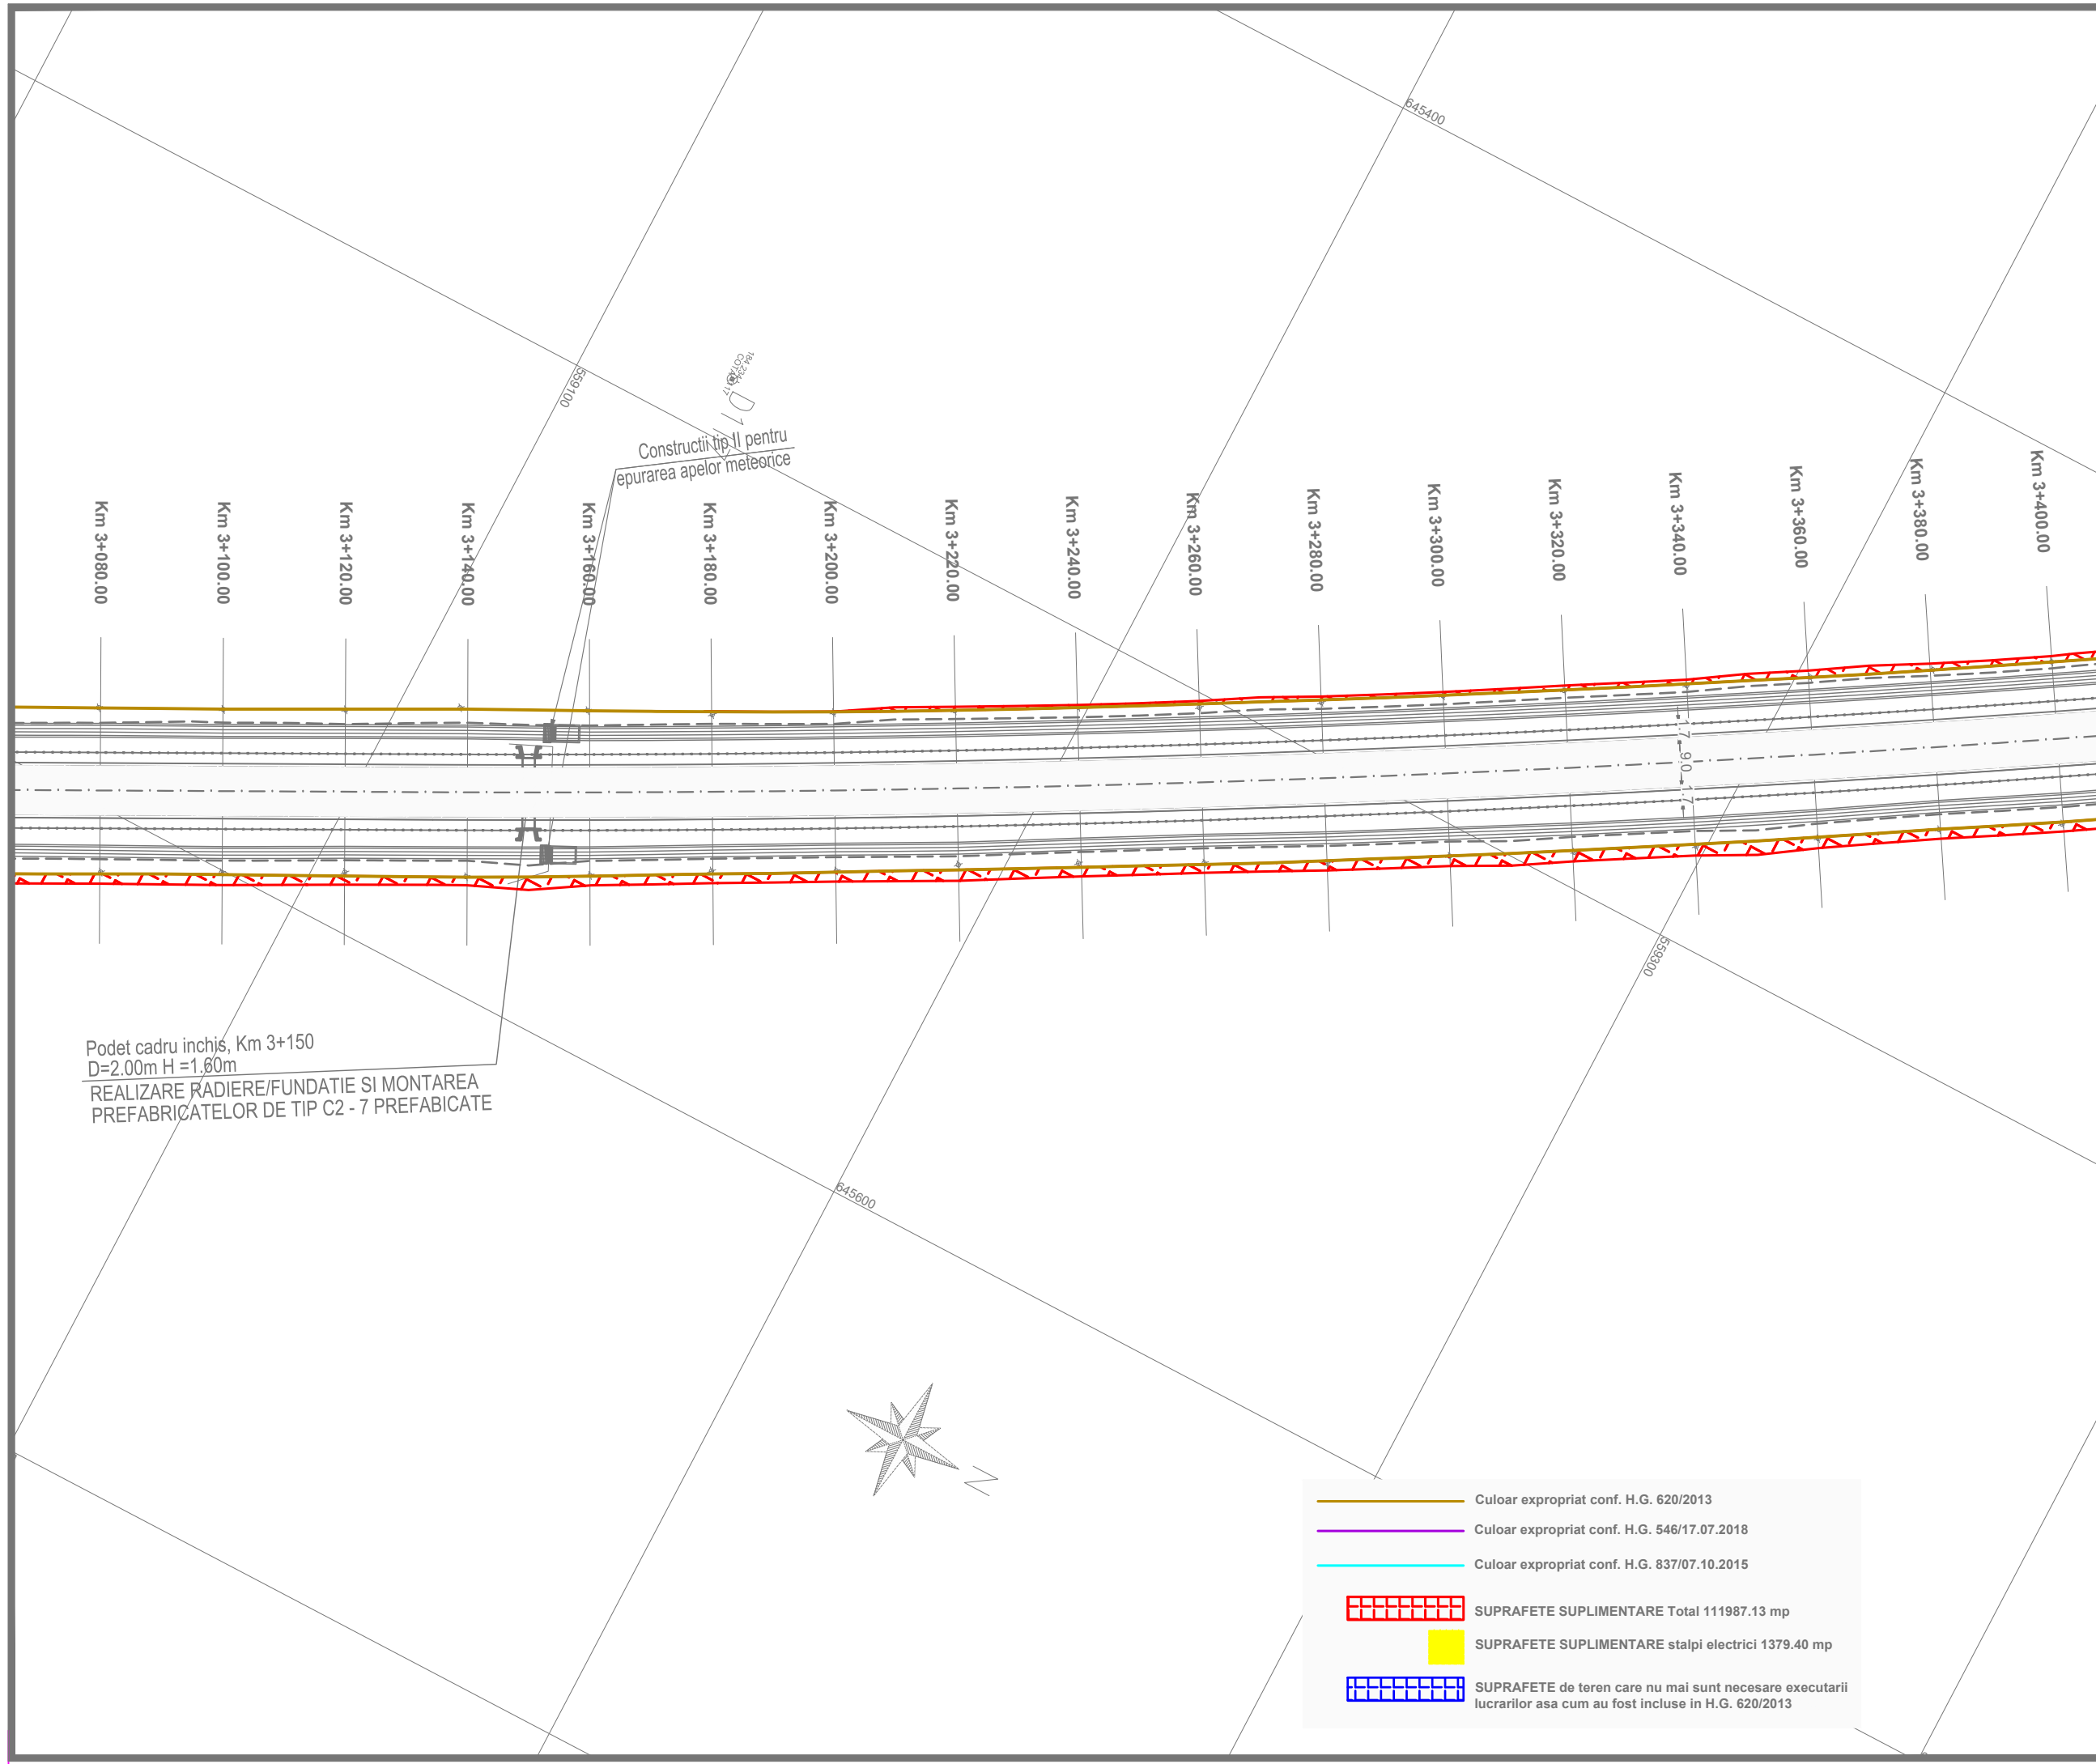 645400
559100
Constructii tip II pentru
epurarea apelor meteorice
Km 3+080.00
Km 3+100.00
Km 3+120.00
Km 3+140.00
Km 3+160.00
Km 3+180.00
Km 3+200.00
Km 3+220.00
Km 3+240.00
Km 3+260.00
Km 3+280.00
Km 3+300.00
Km 3+320.00
Km 3+340.00
Km 3+360.00
Km 3+380.00
Km 3+400.00
1.7
9.0
1.7
559300
Podet cadru inchis, Km 3+150
D=2.00m H =1.60m
REALIZARE RADIERE/FUNDATIE SI MONTAREA
PREFABRICATELOR DE TIP C2 - 7 PREFABICATE
645600
N
Culoar expropriat conf. H.G. 620/2013
Culoar expropriat conf. H.G. 546/17.07.2018
Culoar expropriat conf. H.G. 837/07.10.2015
SUPRAFETE SUPLIMENTARE Total 111987.13 mp
SUPRAFETE SUPLIMENTARE stalpi electrici 1379.40 mp
SUPRAFETE de teren care nu mai sunt necesare executarii
lucrarilor asa cum au fost incluse in H.G. 620/2013